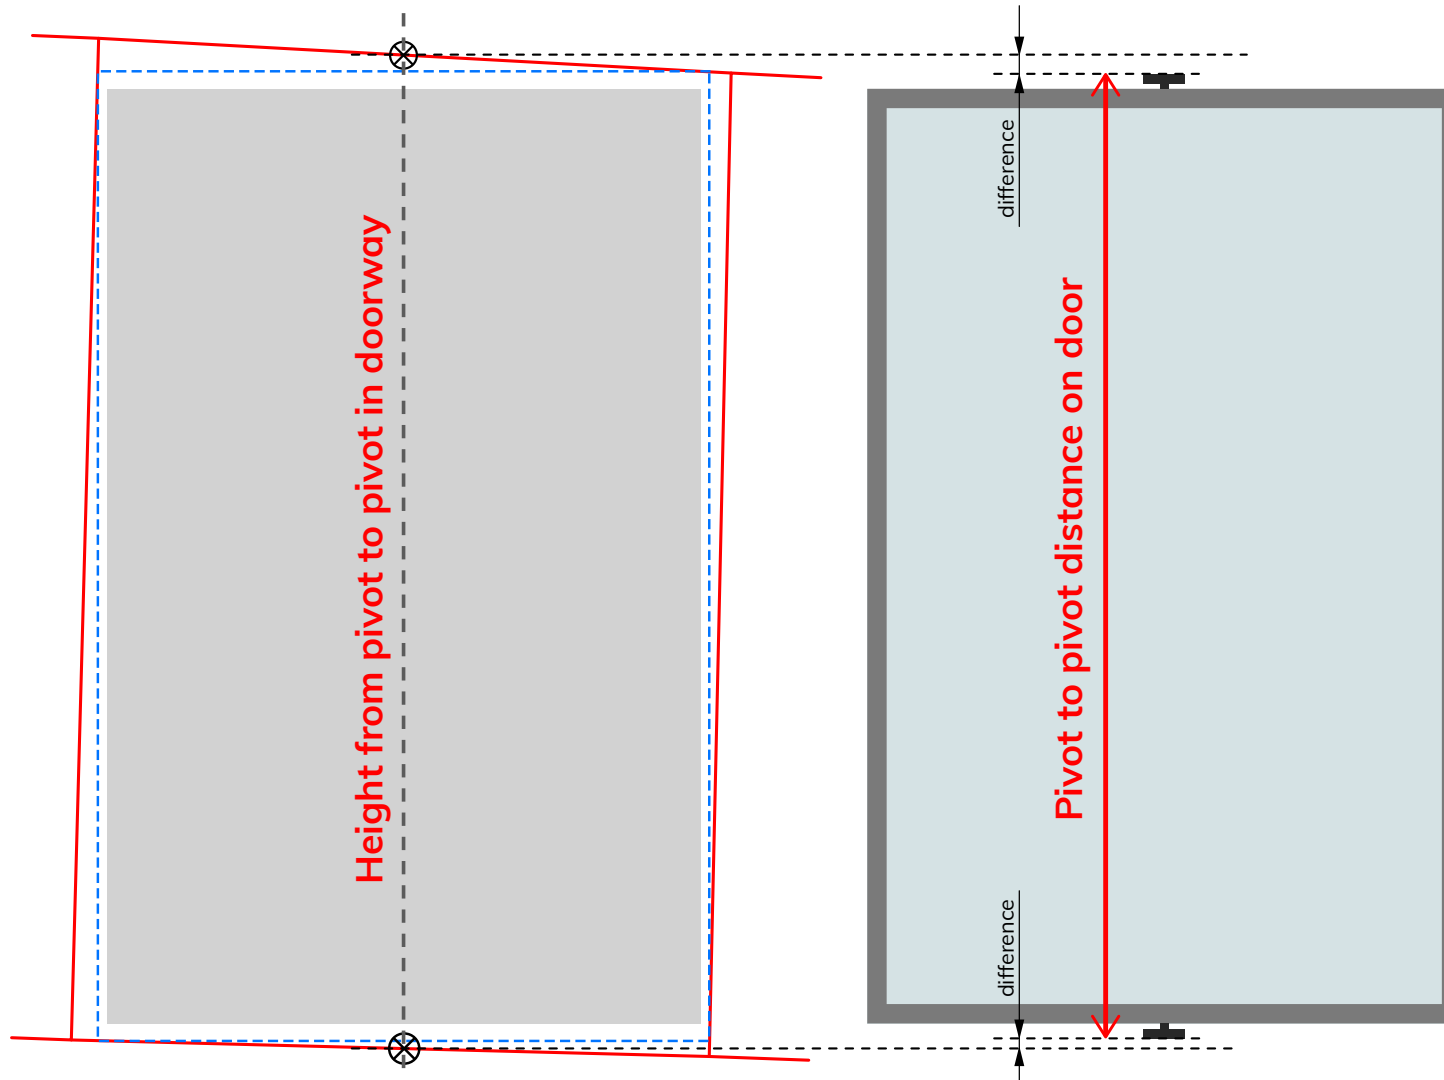 Height from pivot to pivot in doorway
difference
Pivot to pivot distance on door
difference